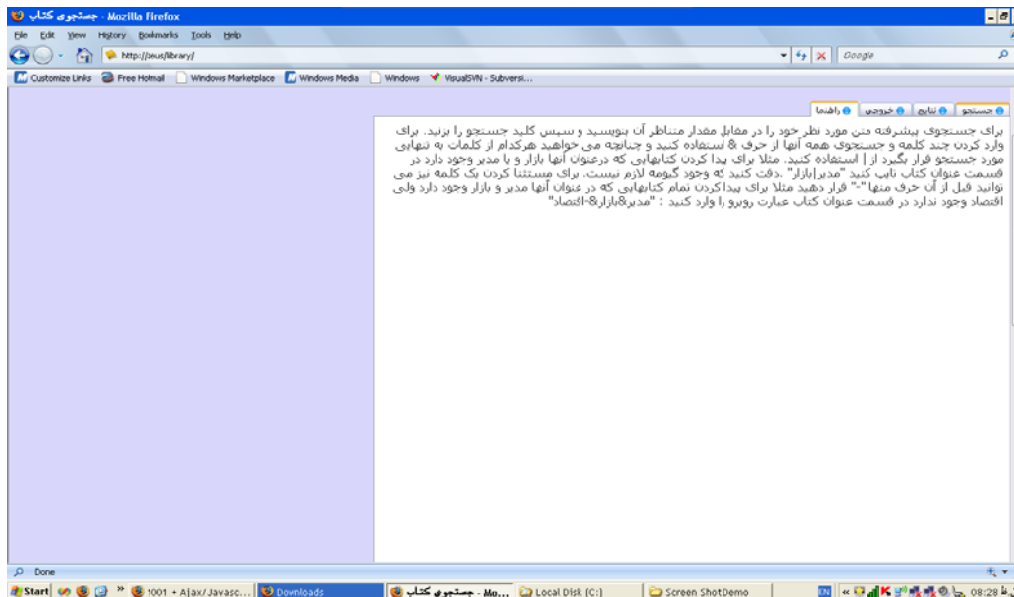 جستجوی کتاب - Mozilla Firefox
File Edit View History Bookmarks Tools Help
http://zeus/library/
Google
Customize Links Free Hotmail Windows Marketplace Windows Media Windows VisualSVN - Subversi...
جستجو نتایج خروجی راهنما
برای جستجوی پیشرفته متن مورد نظر خود را در مقابل مقدار متناظر آن بنویسید و سپس کلید جستجو را بزنید. برای
وارد کردن چند کلمه و جستجوی همه آنها از حرف & استفاده کنید و چنانچه می خواهید هرکدام از کلمات به تنهایی
مورد جستجو قرار بگیرد از | استفاده کنید. مثلا برای پیدا کردن کتابهایی که درعنوان آنها بازار و یا مدیر وجود دارد در
قسمت عنوان کتاب تایپ کنید "مدیر|بازار" .دقت کنید که وجود گیومه لازم نیست. برای مستثنا کردن یک کلمه نیز می
توانید قبل از آن حرف منها"-" قرار دهید مثلا برای پیداکردن تمام کتابهایی که در عنوان آنها مدیر و بازار وجود دارد ولی
اقتصاد وجود ندارد در قسمت عنوان کتاب عبارت روبرو را وارد کنید : "مدیر&بازار&-اقتصاد"
Done
Start 1001 + Ajax/Javasc... Downloads جستجوی کتاب - Mo... Local Disk (C:) Screen ShotDemo EN 08:28